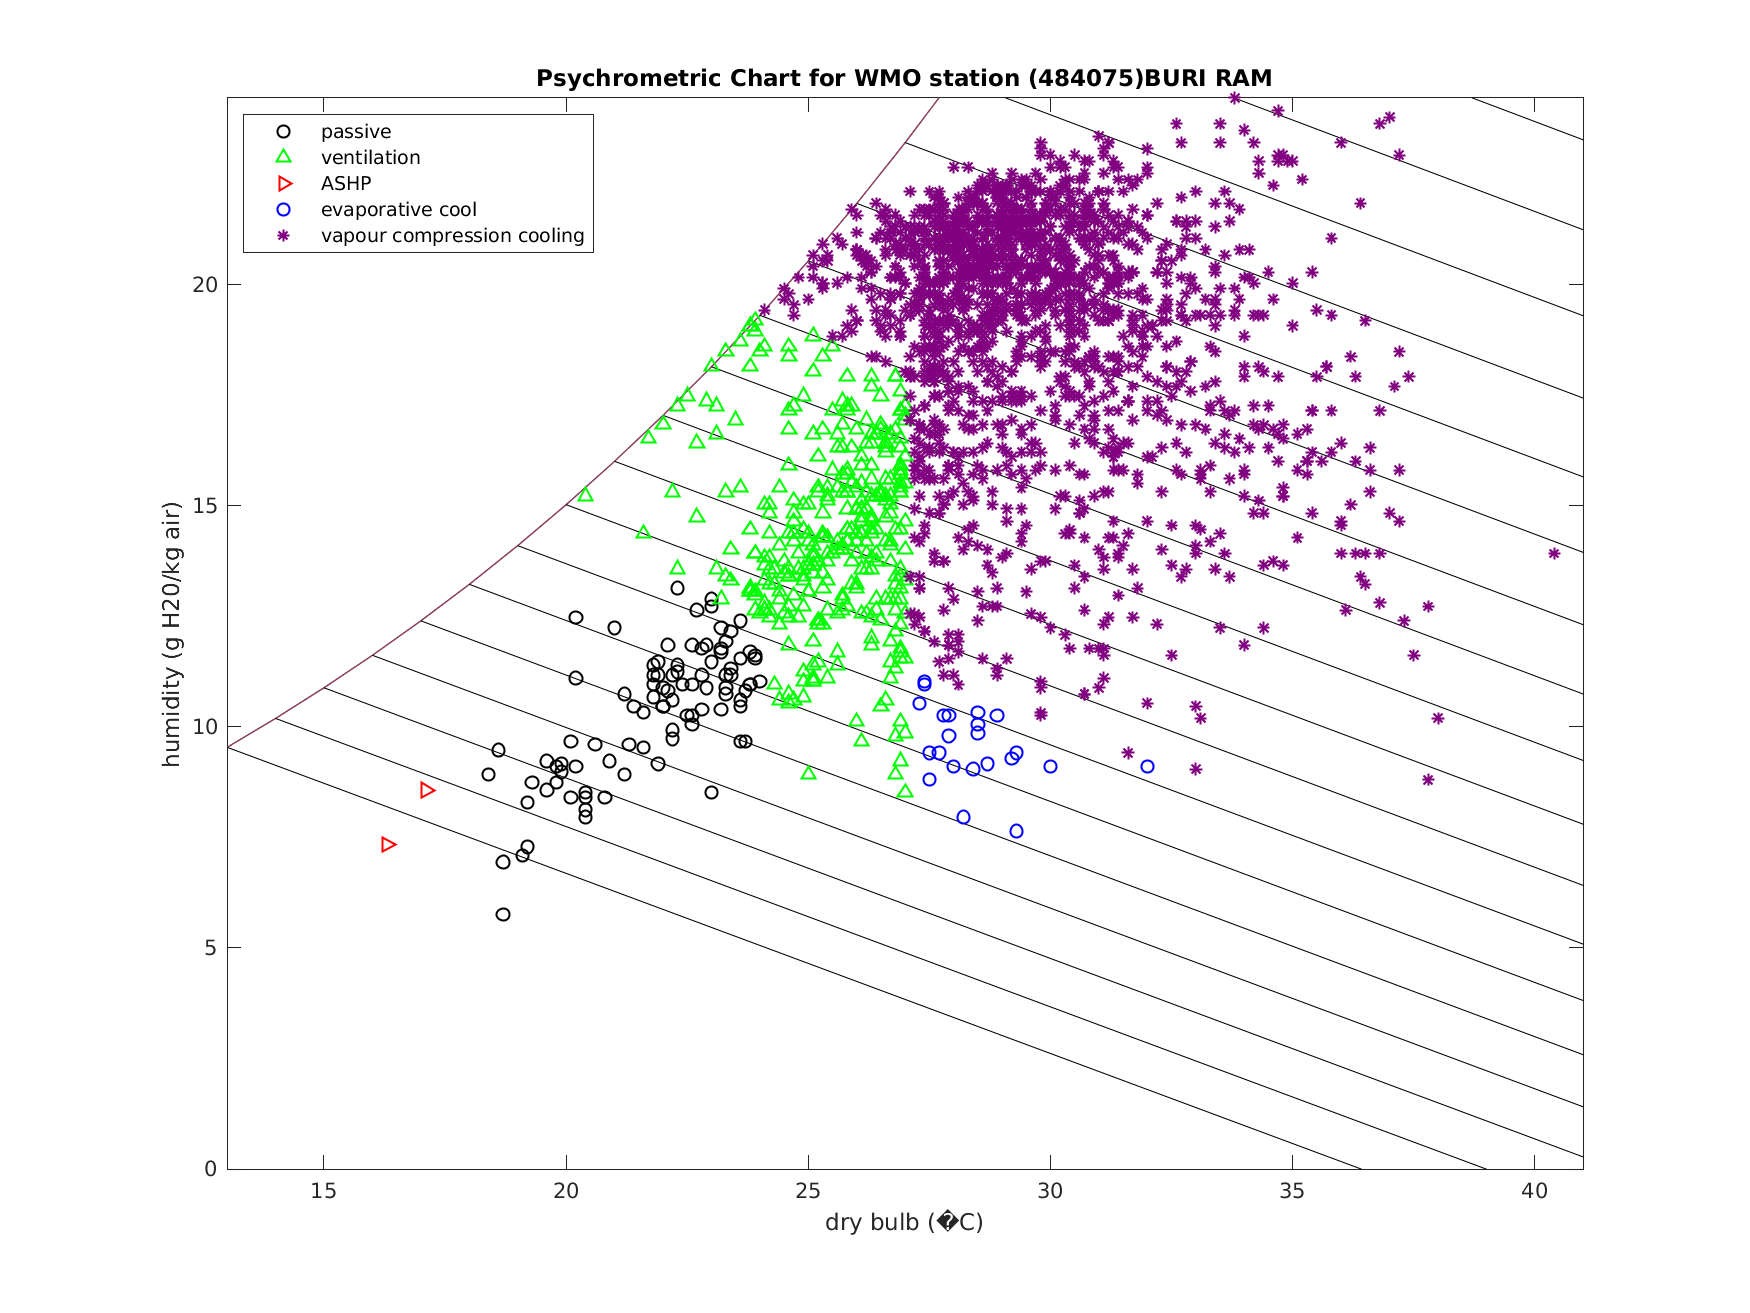 Psychrometric Chart for WMO station (484075)BURI RAM
passive
ventilation
ASHP
evaporative cool
vapour compression cooling
humidity (g H20/kg air)
20
15
10
5
0
15 20 25 30 35 40
dry bulb (�C)